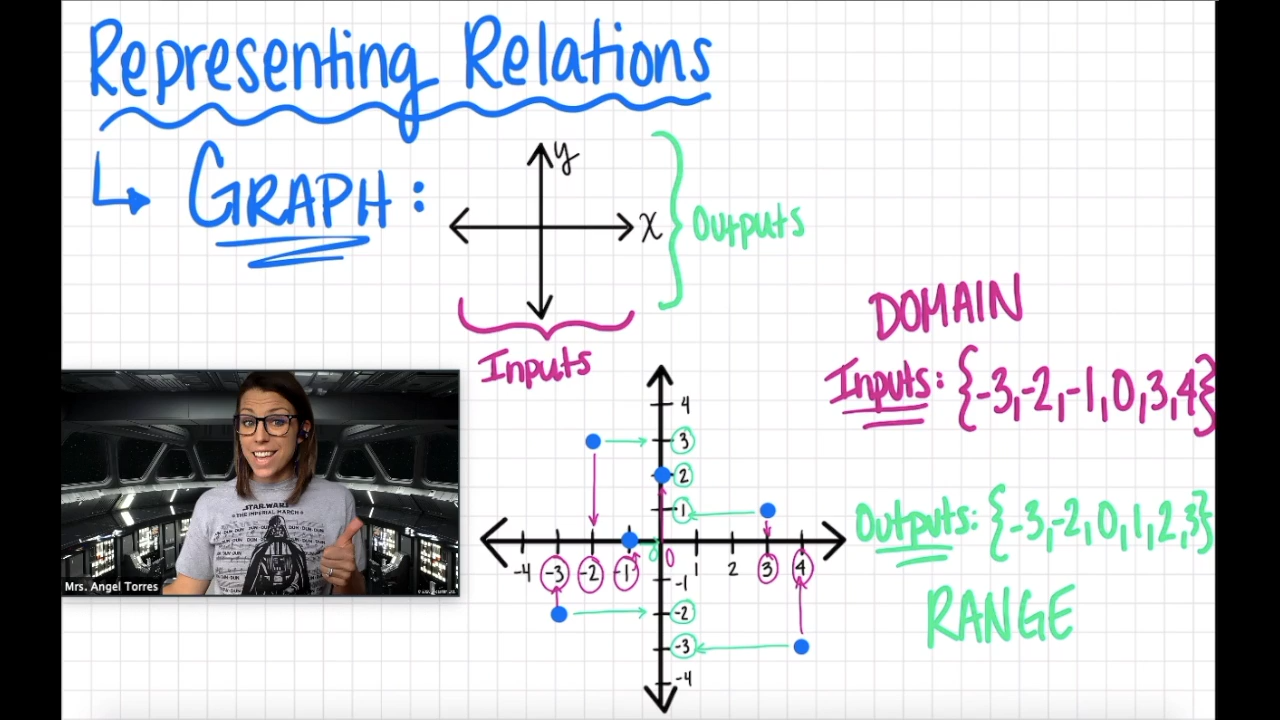 Representing Relations
↳ GRAPH:
y
x
Outputs
Inputs
DOMAIN
Inputs: {-3,-2,-1,0,3,4}
Outputs: {-3,-2,0,1,2,3}
RANGE
4
3
2
1
0
0
-4 -3 -2 -1 1 2 3 4
-1
-2
-3
-4
STAR WARS
THE IMPERIAL MARCH
Mrs. Angel Torres